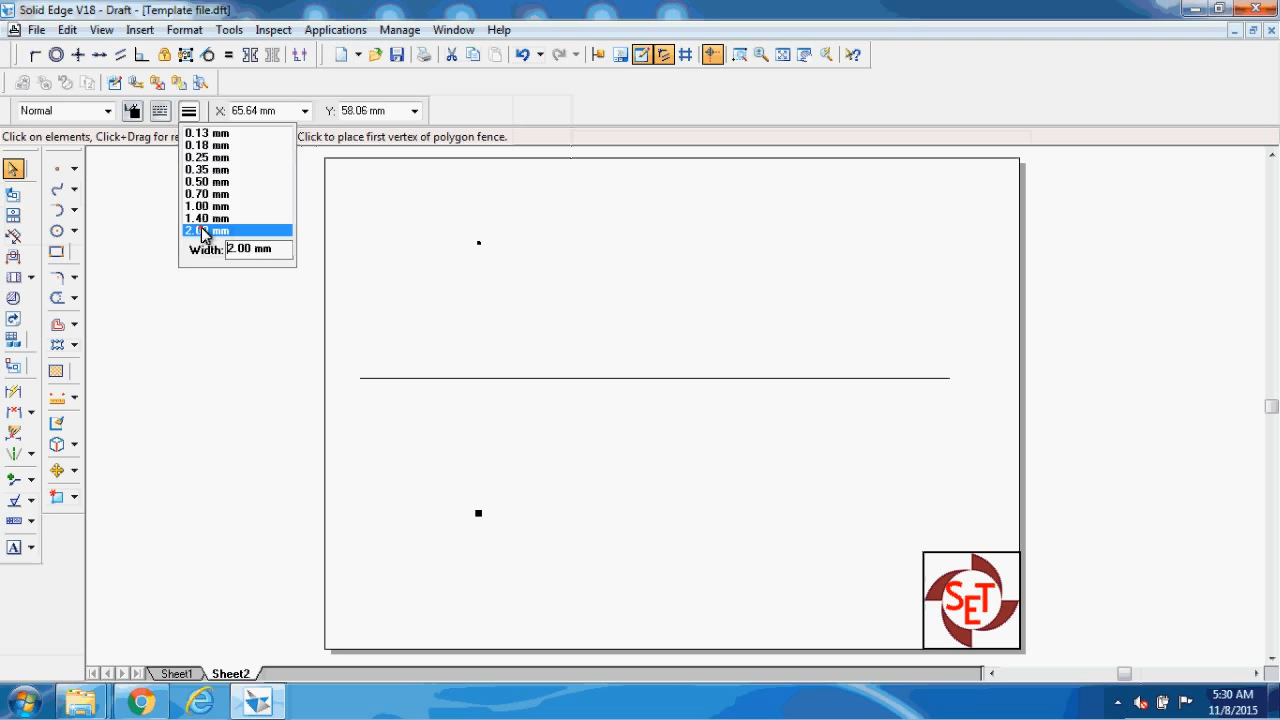 Solid Edge V18 - Draft - [Template file.dft]
File Edit View Insert Format Tools Inspect Applications Manage Window Help
Normal X: 65.64 mm Y: 58.06 mm
Click on elements, Click+Drag for re Click to place first vertex of polygon fence.
0.13 mm
0.18 mm
0.25 mm
0.35 mm
0.50 mm
0.70 mm
1.00 mm
1.40 mm
2.00 mm
Width: 2.00 mm
A
SET
Sheet1 Sheet2
5:30 AM
11/8/2015